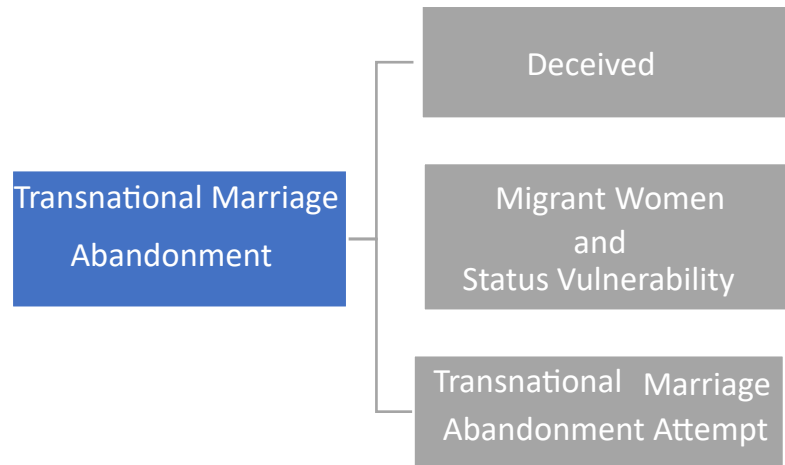 Transnational Marriage
Abandonment
Deceived
Migrant Women
and
Status Vulnerability
Transnational Marriage
Abandonment Attempt